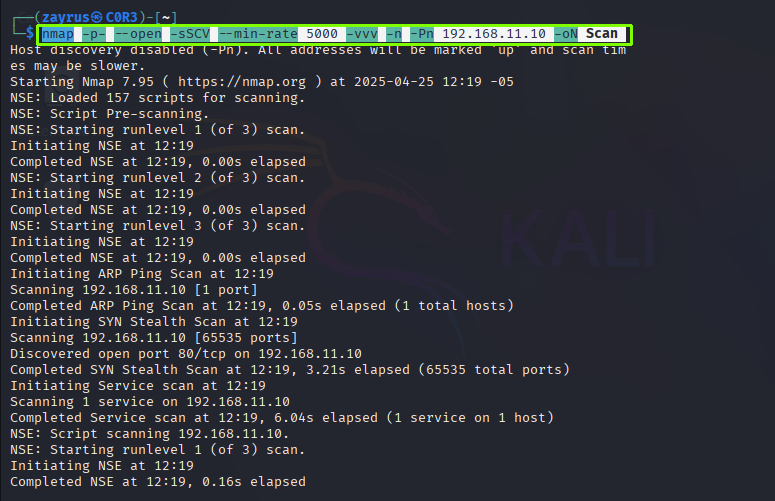 ┌──(zayrus㉿C0R3)-[~]
└─$ nmap -p- --open -sSCV --min-rate 5000 -vvv -n -Pn 192.168.11.10 -oN Scan
Host discovery disabled (-Pn). All addresses will be marked 'up' and scan tim
es may be slower.
Starting Nmap 7.95 ( https://nmap.org ) at 2025-04-25 12:19 -05
NSE: Loaded 157 scripts for scanning.
NSE: Script Pre-scanning.
NSE: Starting runlevel 1 (of 3) scan.
Initiating NSE at 12:19
Completed NSE at 12:19, 0.00s elapsed
NSE: Starting runlevel 2 (of 3) scan.
Initiating NSE at 12:19
Completed NSE at 12:19, 0.00s elapsed
NSE: Starting runlevel 3 (of 3) scan.
Initiating NSE at 12:19
Completed NSE at 12:19, 0.00s elapsed
Initiating ARP Ping Scan at 12:19
Scanning 192.168.11.10 [1 port]
Completed ARP Ping Scan at 12:19, 0.05s elapsed (1 total hosts)
Initiating SYN Stealth Scan at 12:19
Scanning 192.168.11.10 [65535 ports]
Discovered open port 80/tcp on 192.168.11.10
Completed SYN Stealth Scan at 12:19, 3.21s elapsed (65535 total ports)
Initiating Service scan at 12:19
Scanning 1 service on 192.168.11.10
Completed Service scan at 12:19, 6.04s elapsed (1 service on 1 host)
NSE: Script scanning 192.168.11.10.
NSE: Starting runlevel 1 (of 3) scan.
Initiating NSE at 12:19
Completed NSE at 12:19, 0.16s elapsed
KALI